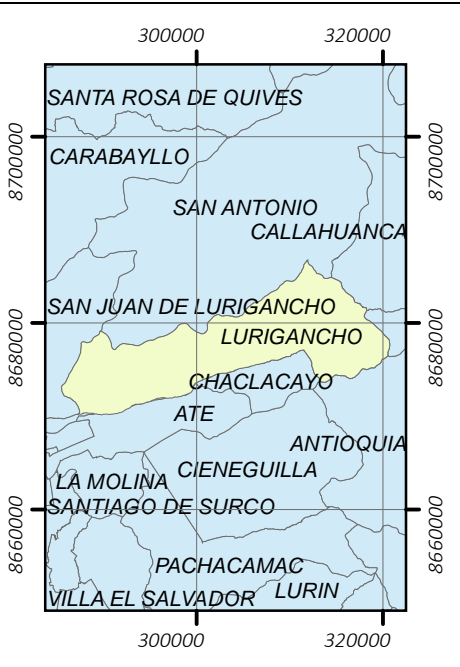 300000 320000
SANTA ROSA DE QUIVES
8700000 8700000
CARABAYLLO
SAN ANTONIO
CALLAHUANCA
SAN JUAN DE LURIGANCHO
8680000 8680000
LURIGANCHO
CHACLACAYO
ATE
ANTIOQUIA
CIENEGUILLA
LA MOLINA
SANTIAGO DE SURCO
8660000 8660000
PACHACAMAC
LURIN
VILLA EL SALVADOR
300000 320000